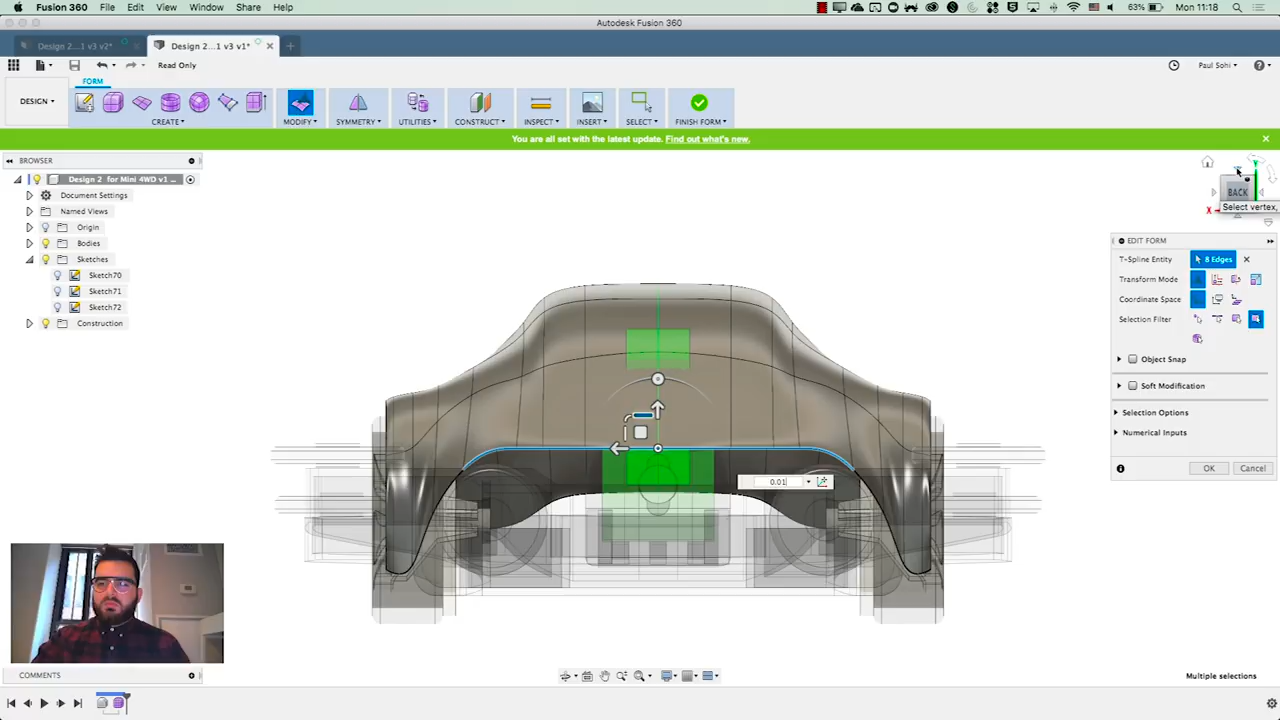 Fusion 360 File Edit View Window Share Help
63% Mon 11:18
Autodesk Fusion 360
Design 2...1 v3 v2*
Design 2...1 v3 v1*
Read Only
Paul Sohi
FORM
DESIGN
CREATE
MODIFY
SYMMETRY
UTILITIES
CONSTRUCT
INSPECT
INSERT
SELECT
FINISH FORM
You are all set with the latest update. Find out what's new.
BROWSER
Design 2 for Mini 4WD v1 ...
Document Settings
Named Views
Origin
Bodies
Sketches
Sketch70
Sketch71
Sketch72
Construction
Y
BACK
X
Select vertex,
EDIT FORM
T-Spline Entity 8 Edges
Transform Mode
Coordinate Space
Selection Filter
Object Snap
Soft Modification
Selection Options
Numerical Inputs
OK Cancel
0.01
COMMENTS
Multiple selections